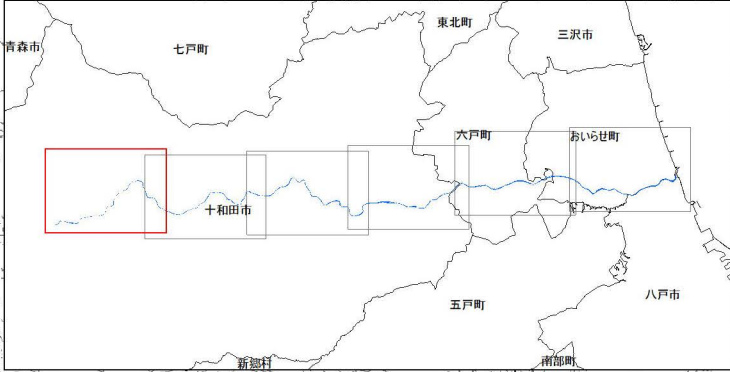 東北町
三沢市
青森市
七戸町
六戸町
おいらせ町
十和田市
八戸市
五戸町
新郷村
南部町